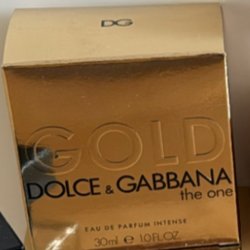 DG
GOLD
DOLCE & GABBANA
the one
EAU DE PARFUM INTENSE
30ml e 1.0 FL.OZ.